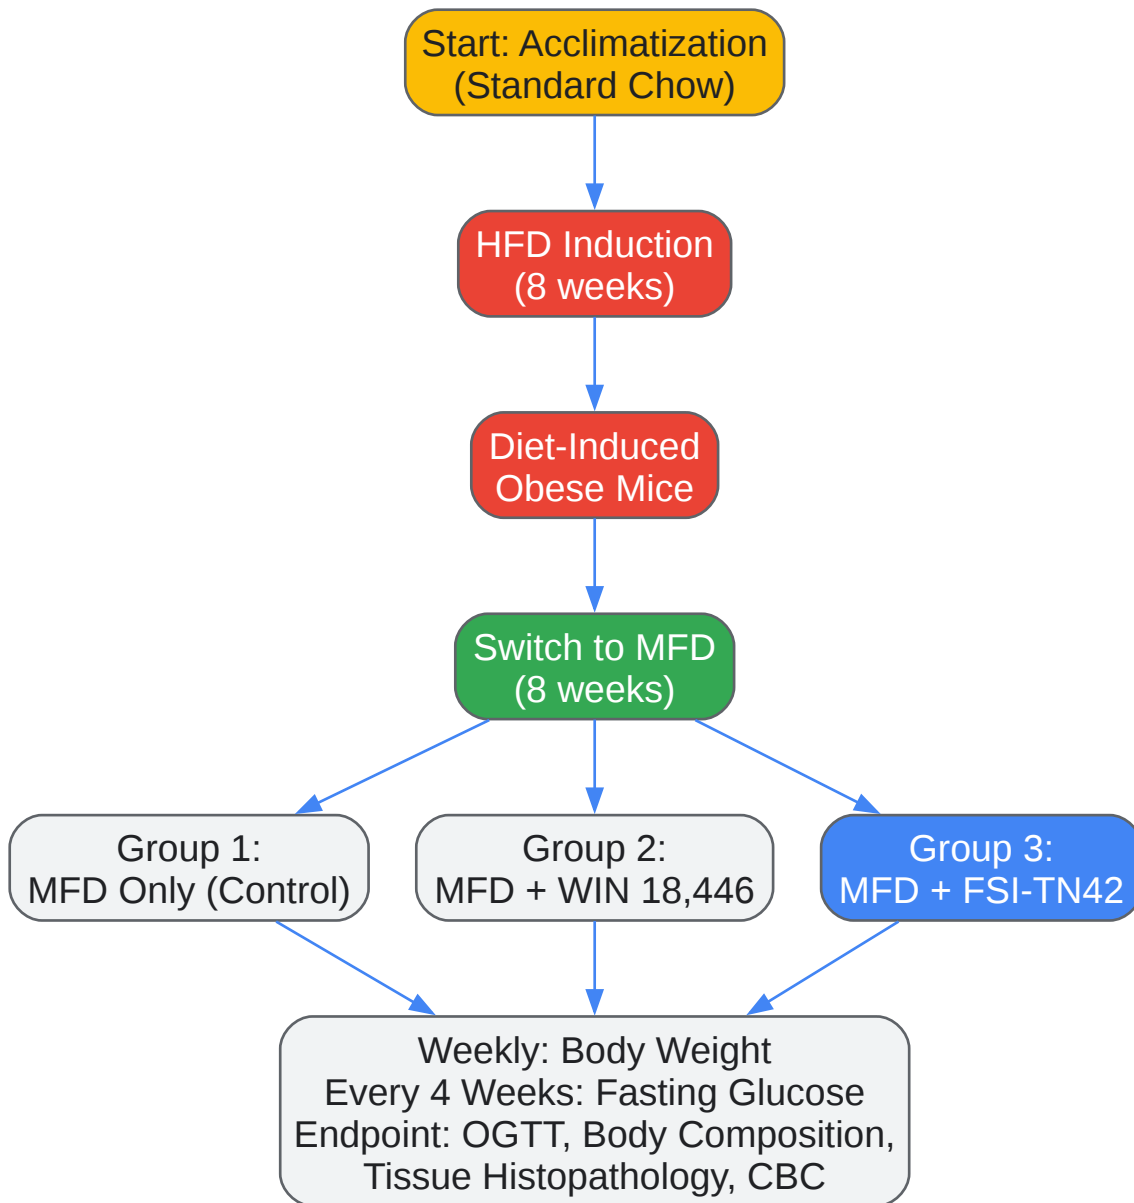 Start: Acclimatization
(Standard Chow)
HFD Induction
(8 weeks)
Diet-Induced
Obese Mice
Switch to MFD
(8 weeks)
Group 1:
MFD Only (Control)
Group 2:
MFD + WIN 18,446
Group 3:
MFD + FSI-TN42
Weekly: Body Weight
Every 4 Weeks: Fasting Glucose
Endpoint: OGTT, Body Composition,
Tissue Histopathology, CBC